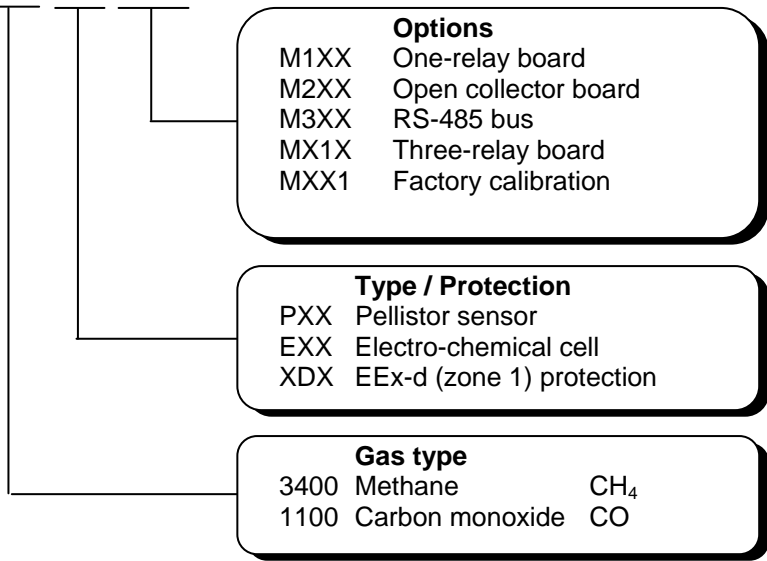 Options
M1XX One-relay board
M2XX Open collector board
M3XX RS-485 bus
MX1X Three-relay board
MXX1 Factory calibration
Type / Protection
PXX Pellistor sensor
EXX Electro-chemical cell
XDX EEx-d (zone 1) protection
Gas type
3400 Methane CH₄
1100 Carbon monoxide CO